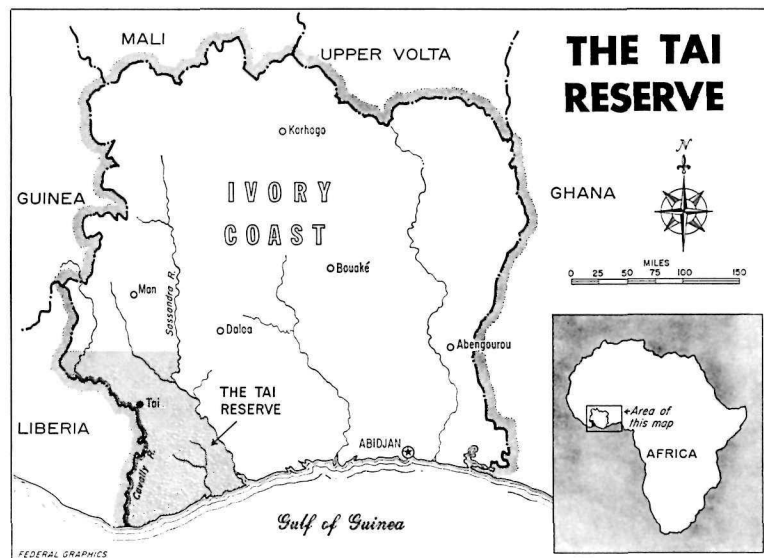 MALI
UPPER VOLTA
THE TAI
RESERVE
Korhogo
N
GUINEA
IVORY
COAST
GHANA
MILES
0 25 50 75 100 150
Bouaké
Man
Sassandra R.
Daloa
Abengourou
THE TAI
RESERVE
Tai
LIBERIA
Cavally R.
ABIDJAN
Area of
this map
AFRICA
Gulf of Guinea
FEDERAL GRAPHICS